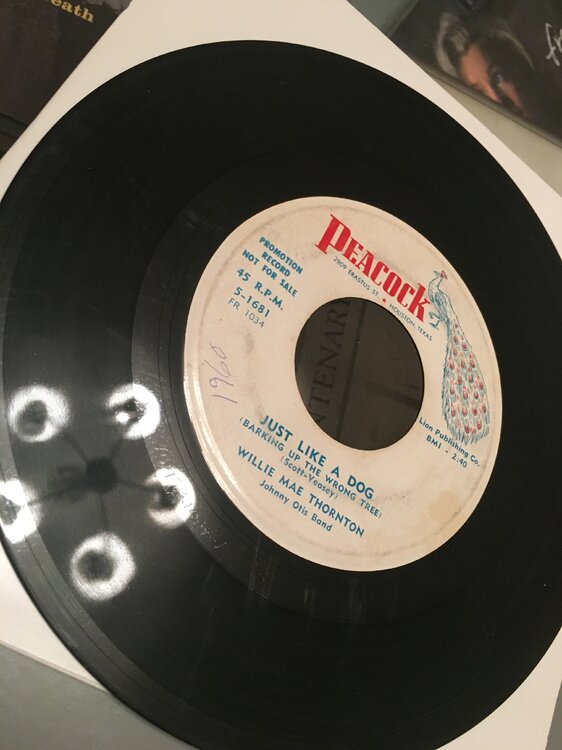 eath
PEACOCK
2809 ERASTUS ST. ★ HOUSTON, TEXAS
PROMOTION
RECORD
NOT FOR SALE
45 R.P.M.
5-1681
FR 1034
1960
NTENAR
Lion Publishing Co.
BMI - 2:40
JUST LIKE A DOG
(BARKING UP THE WRONG TREE)
(Scott-Veasey)
WILLIE MAE THORNTON
Johnny Otis Band